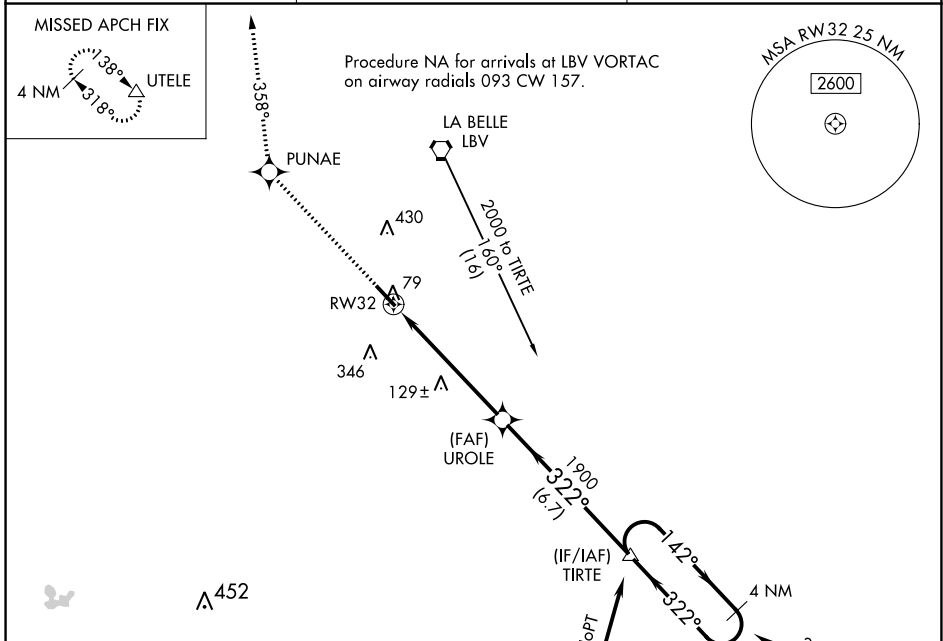 MISSED APCH FIX
138°
UTELE
4 NM
318°
358°
PUNAE
Procedure NA for arrivals at LBV VORTAC
on airway radials 093 CW 157.
LA BELLE
LBV
MSA RW32 25 NM
2600
430
2000 to TIRTE
160°
(16)
79
RW32
346
129±
(FAF)
UROLE
1900
322°
(6.7)
(IF/IAF)
TIRTE
142°
4 NM
322°
452